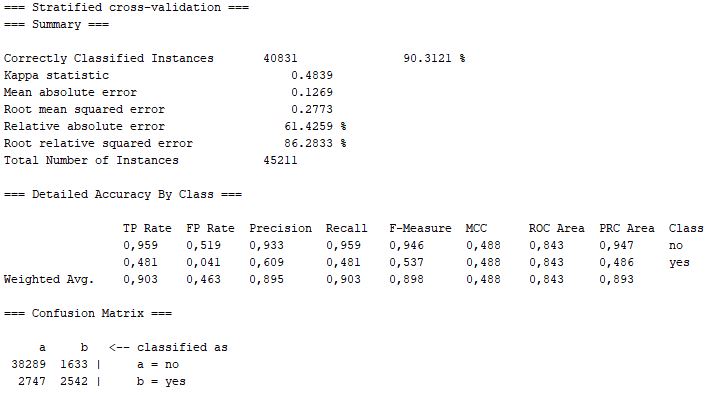 === Stratified cross-validation ===
=== Summary ===
Correctly Classified Instances 40831 90.3121 %
Kappa statistic 0.4839
Mean absolute error 0.1269
Root mean squared error 0.2773
Relative absolute error 61.4259 %
Root relative squared error 86.2833 %
Total Number of Instances 45211
=== Detailed Accuracy By Class ===
TP Rate FP Rate Precision Recall F-Measure MCC ROC Area PRC Area Class
0,959 0,519 0,933 0,959 0,946 0,488 0,843 0,947 no
0,481 0,041 0,609 0,481 0,537 0,488 0,843 0,486 yes
Weighted Avg. 0,903 0,463 0,895 0,903 0,898 0,488 0,843 0,893
=== Confusion Matrix ===
a b <-- classified as
38289 1633 | a = no
2747 2542 | b = yes